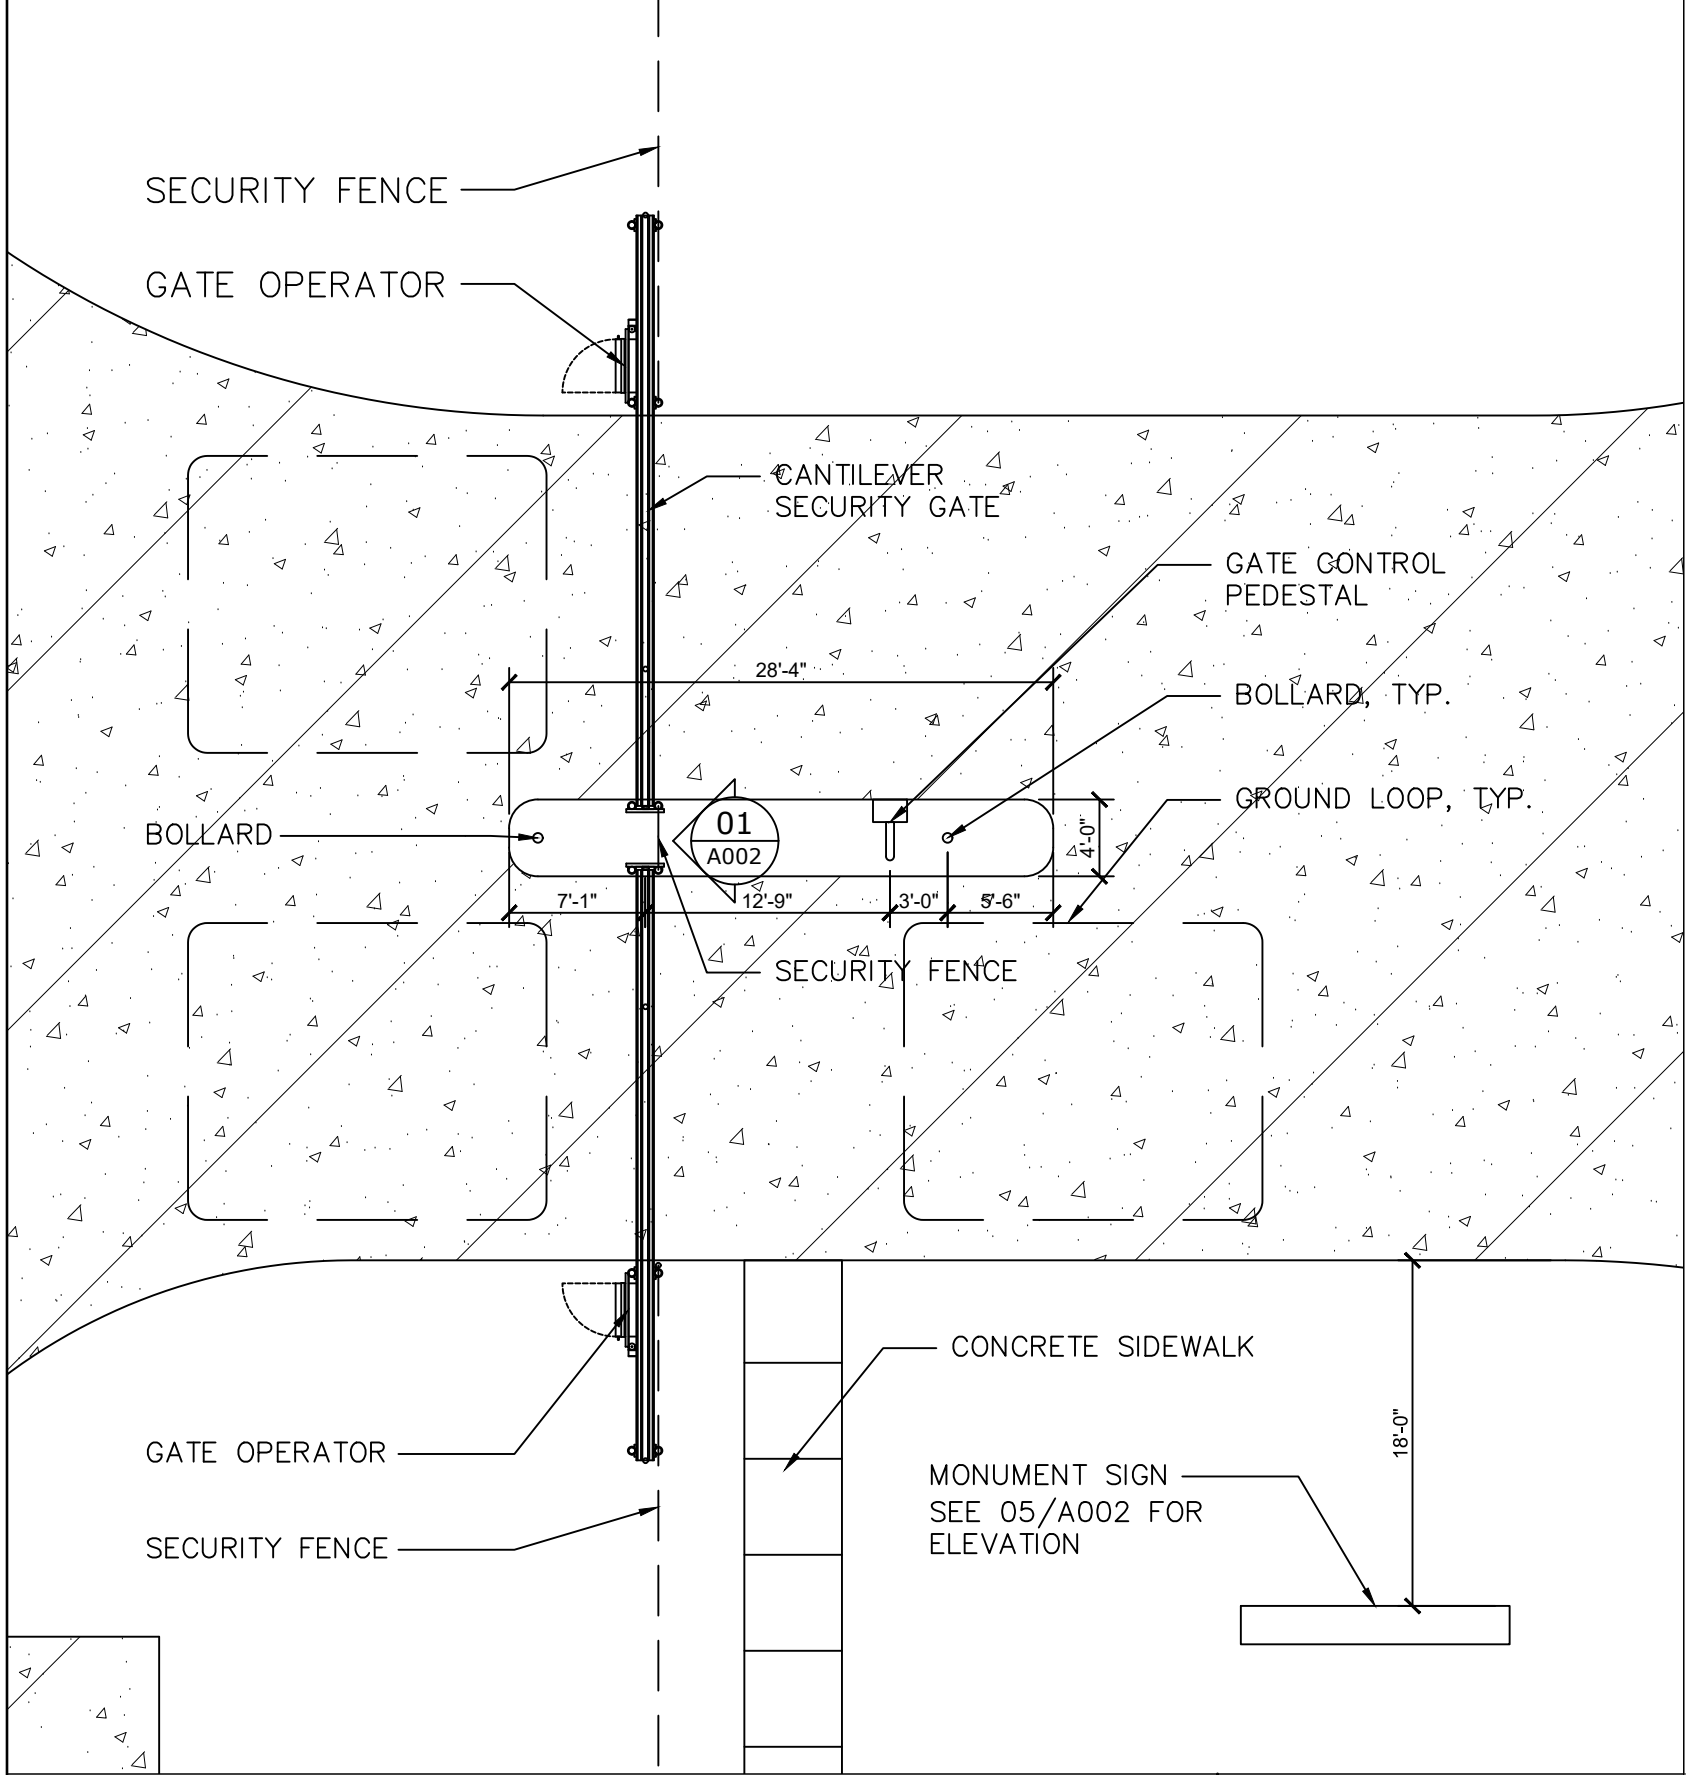 SECURITY FENCE
GATE OPERATOR
CANTILEVER
SECURITY GATE
GATE CONTROL
PEDESTAL
28'-4"
BOLLARD, TYP.
GROUND LOOP, TYP.
BOLLARD
01
A002
4'-0"
7'-1"
12'-9"
3'-0"
5'-6"
SECURITY FENCE
CONCRETE SIDEWALK
18'-0"
GATE OPERATOR
MONUMENT SIGN
SEE 05/A002 FOR
ELEVATION
SECURITY FENCE